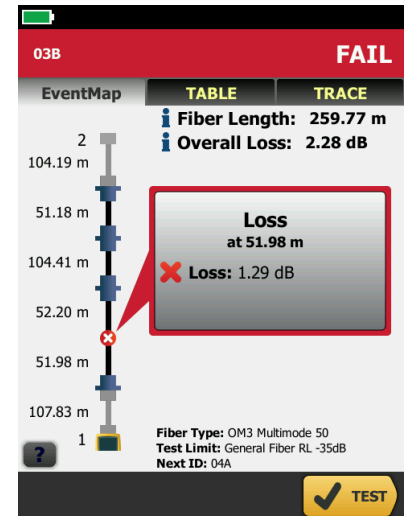 03B
FAIL
EventMap
TABLE
TRACE
i Fiber Length: 259.77 m
i Overall Loss: 2.28 dB
2
104.19 m
51.18 m
104.41 m
52.20 m
51.98 m
107.83 m
1
Loss
at 51.98 m
Loss: 1.29 dB
Fiber Type: OM3 Multimode 50
Test Limit: General Fiber RL -35dB
Next ID: 04A
?
TEST